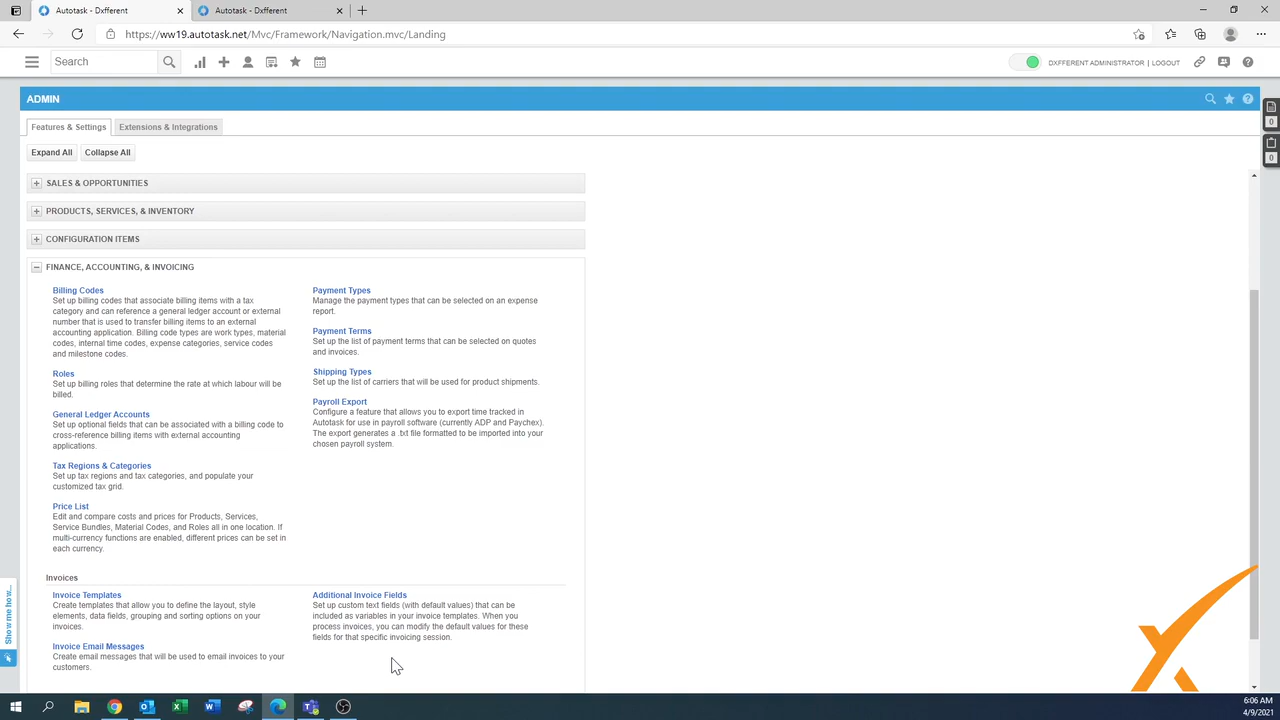 Autotask - Dxfferent
Autotask - Dxfferent
https://ww19.autotask.net/Mvc/Framework/Navigation.mvc/Landing
Search
DXFFERENT ADMINISTRATOR | LOGOUT
ADMIN
0
0
Features & Settings
Extensions & Integrations
Expand All
Collapse All
SALES & OPPORTUNITIES
PRODUCTS, SERVICES, & INVENTORY
CONFIGURATION ITEMS
FINANCE, ACCOUNTING, & INVOICING
Billing Codes
Set up billing codes that associate billing items with a tax
category and can reference a general ledger account or external
number that is used to transfer billing items to an external
accounting application. Billing code types are work types, material
codes, internal time codes, expense categories, service codes
and milestone codes.
Roles
Set up billing roles that determine the rate at which labour will be
billed.
General Ledger Accounts
Set up optional fields that can be associated with a billing code to
cross-reference billing items with external accounting
applications.
Tax Regions & Categories
Set up tax regions and tax categories, and populate your
customized tax grid.
Price List
Edit and compare costs and prices for Products, Services,
Service Bundles, Material Codes, and Roles all in one location. If
multi-currency functions are enabled, different prices can be set in
each currency.
Payment Types
Manage the payment types that can be selected on an expense
report.
Payment Terms
Set up the list of payment terms that can be selected on quotes
and invoices.
Shipping Types
Set up the list of carriers that will be used for product shipments.
Payroll Export
Configure a feature that allows you to export time tracked in
Autotask for use in payroll software (currently ADP and Paychex).
The export generates a .txt file formatted to be imported into your
chosen payroll system.
Invoices
Invoice Templates
Create templates that allow you to define the layout, style
elements, data fields, grouping and sorting options on your
invoices.
Invoice Email Messages
Create email messages that will be used to email invoices to your
customers.
Additional Invoice Fields
Set up custom text fields (with default values) that can be
included as variables in your invoice templates. When you
process invoices, you can modify the default values for these
fields for that specific invoicing session.
Show me how...
6:06 AM
4/9/2021